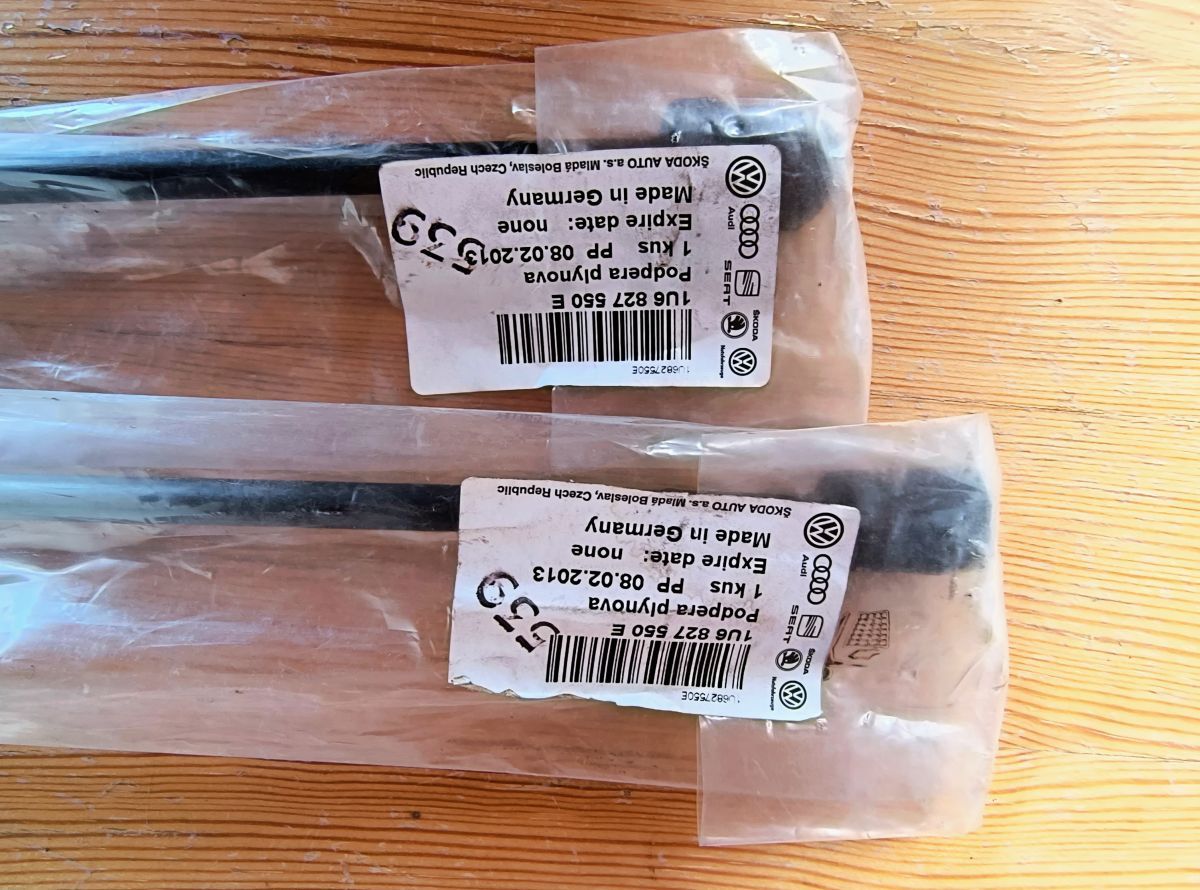 1U6827550E
1U6 827 550 E
Podpera plynova
1 kus PP 08.02.2013
Expire date: none
Made in Germany
ŠKODA AUTO a.s. Mladá Boleslav, Czech Republic
Nutzfahrzeuge
ŠKODA
SEAT
Audi
1U6827550E
1U6 827 550 E
Podpera plynova
1 kus PP 08.02.2013
Expire date: none
Made in Germany
ŠKODA AUTO a.s. Mladá Boleslav, Czech Republic
Nutzfahrzeuge
ŠKODA
SEAT
Audi